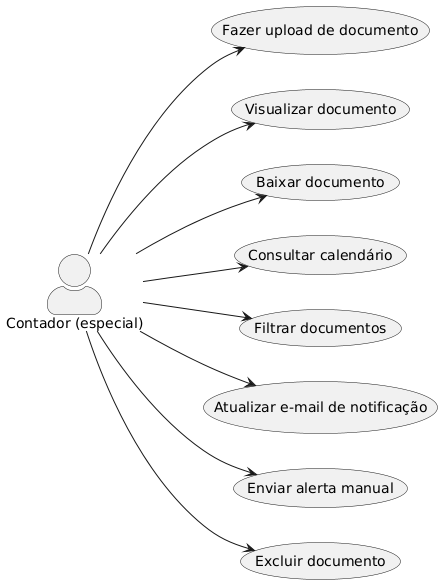 Fazer upload de documento
Visualizar documento
Baixar documento
Consultar calendário
Contador (especial)
Filtrar documentos
Atualizar e-mail de notificação
Enviar alerta manual
Excluir documento